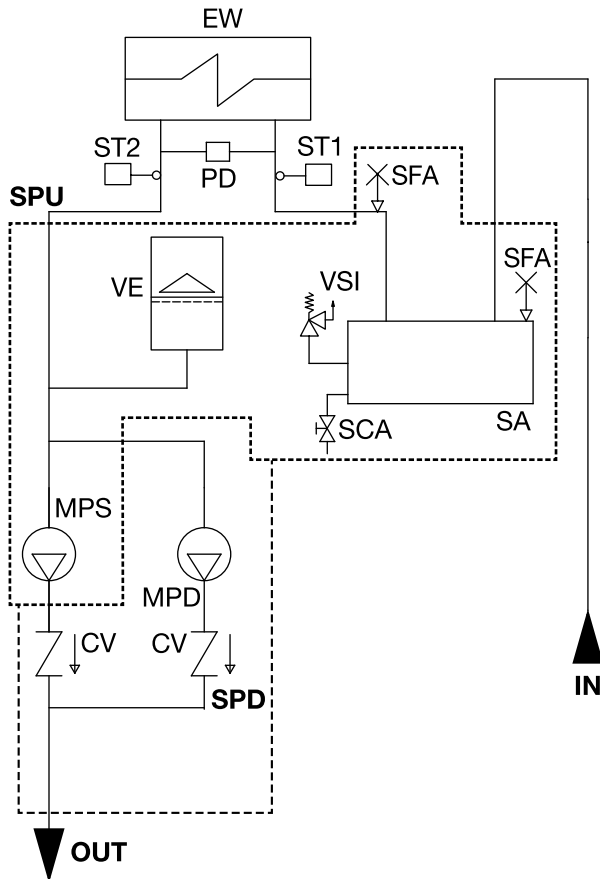 EW
ST2
ST1
PD
SFA
SPU
SFA
VE
VSI
SCA
SA
MPS
MPD
CV
CV
SPD
IN
OUT